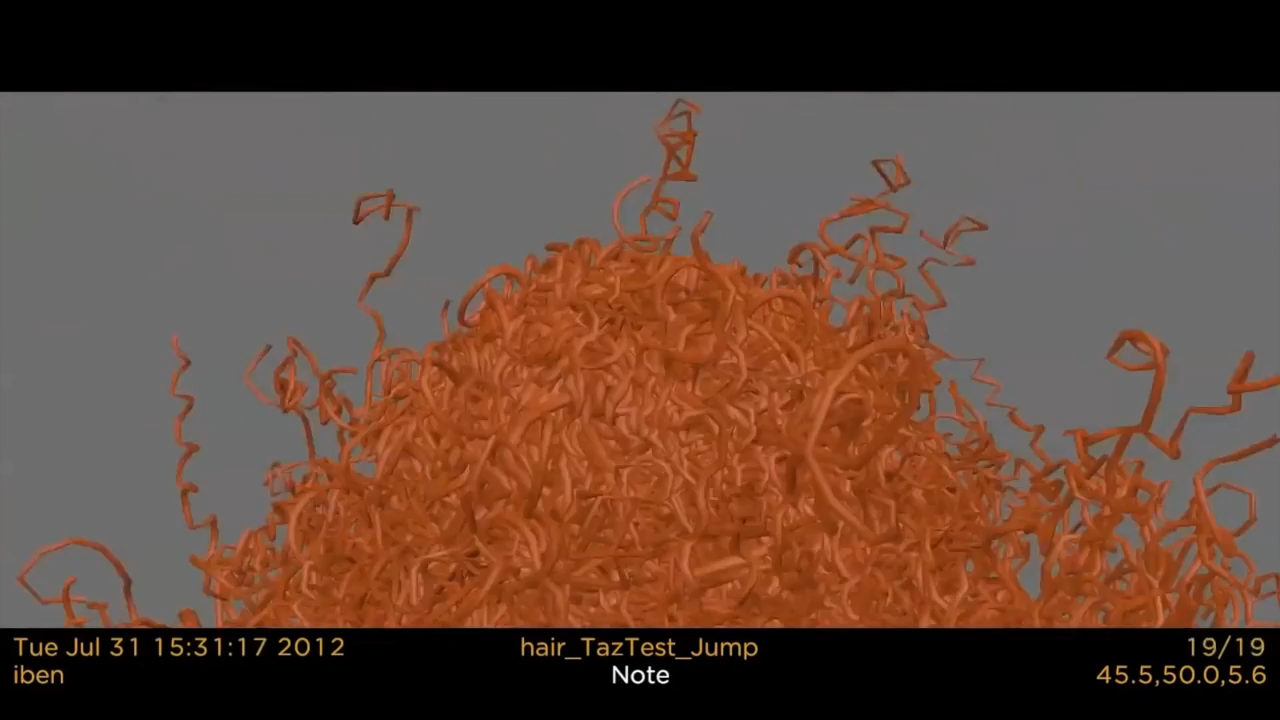 Tue Jul 31 15:31:17 2012 hair_TazTest_Jump 19/19
iben Note 45.5,50.0,5.6